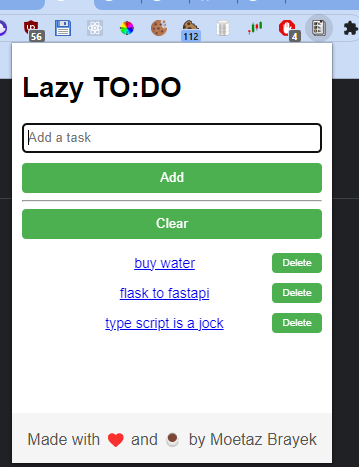 56
112
4
Lazy TO:DO
Add a task
Add
Clear
buy water Delete
flask to fastapi Delete
type script is a jock Delete
Made with ❤️ and ☕ by Moetaz Brayek